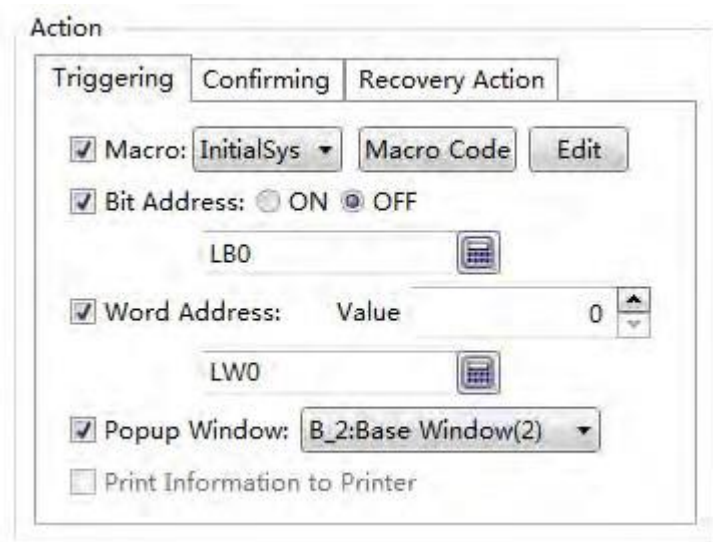 Action
Triggering Confirming Recovery Action
Macro: InitialSys Macro Code Edit
Bit Address: ON OFF
LB0
Word Address: Value 0
LW0
Popup Window: B_2:Base Window(2)
Print Information to Printer